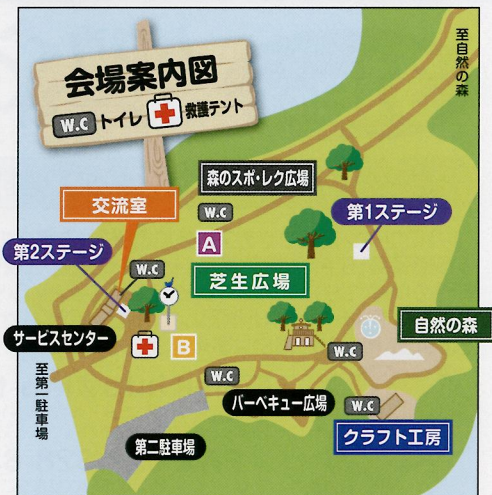 会場案内図
W.C トイレ 救護テント
至自然の森
森のスポ・レク広場
交流室
W.C
第1ステージ
A
第2ステージ
W.C
芝生広場
サービスセンター
B
自然の森
W.C
至第一駐車場
W.C
バーベキュー広場
W.C
クラフト工房
第二駐車場